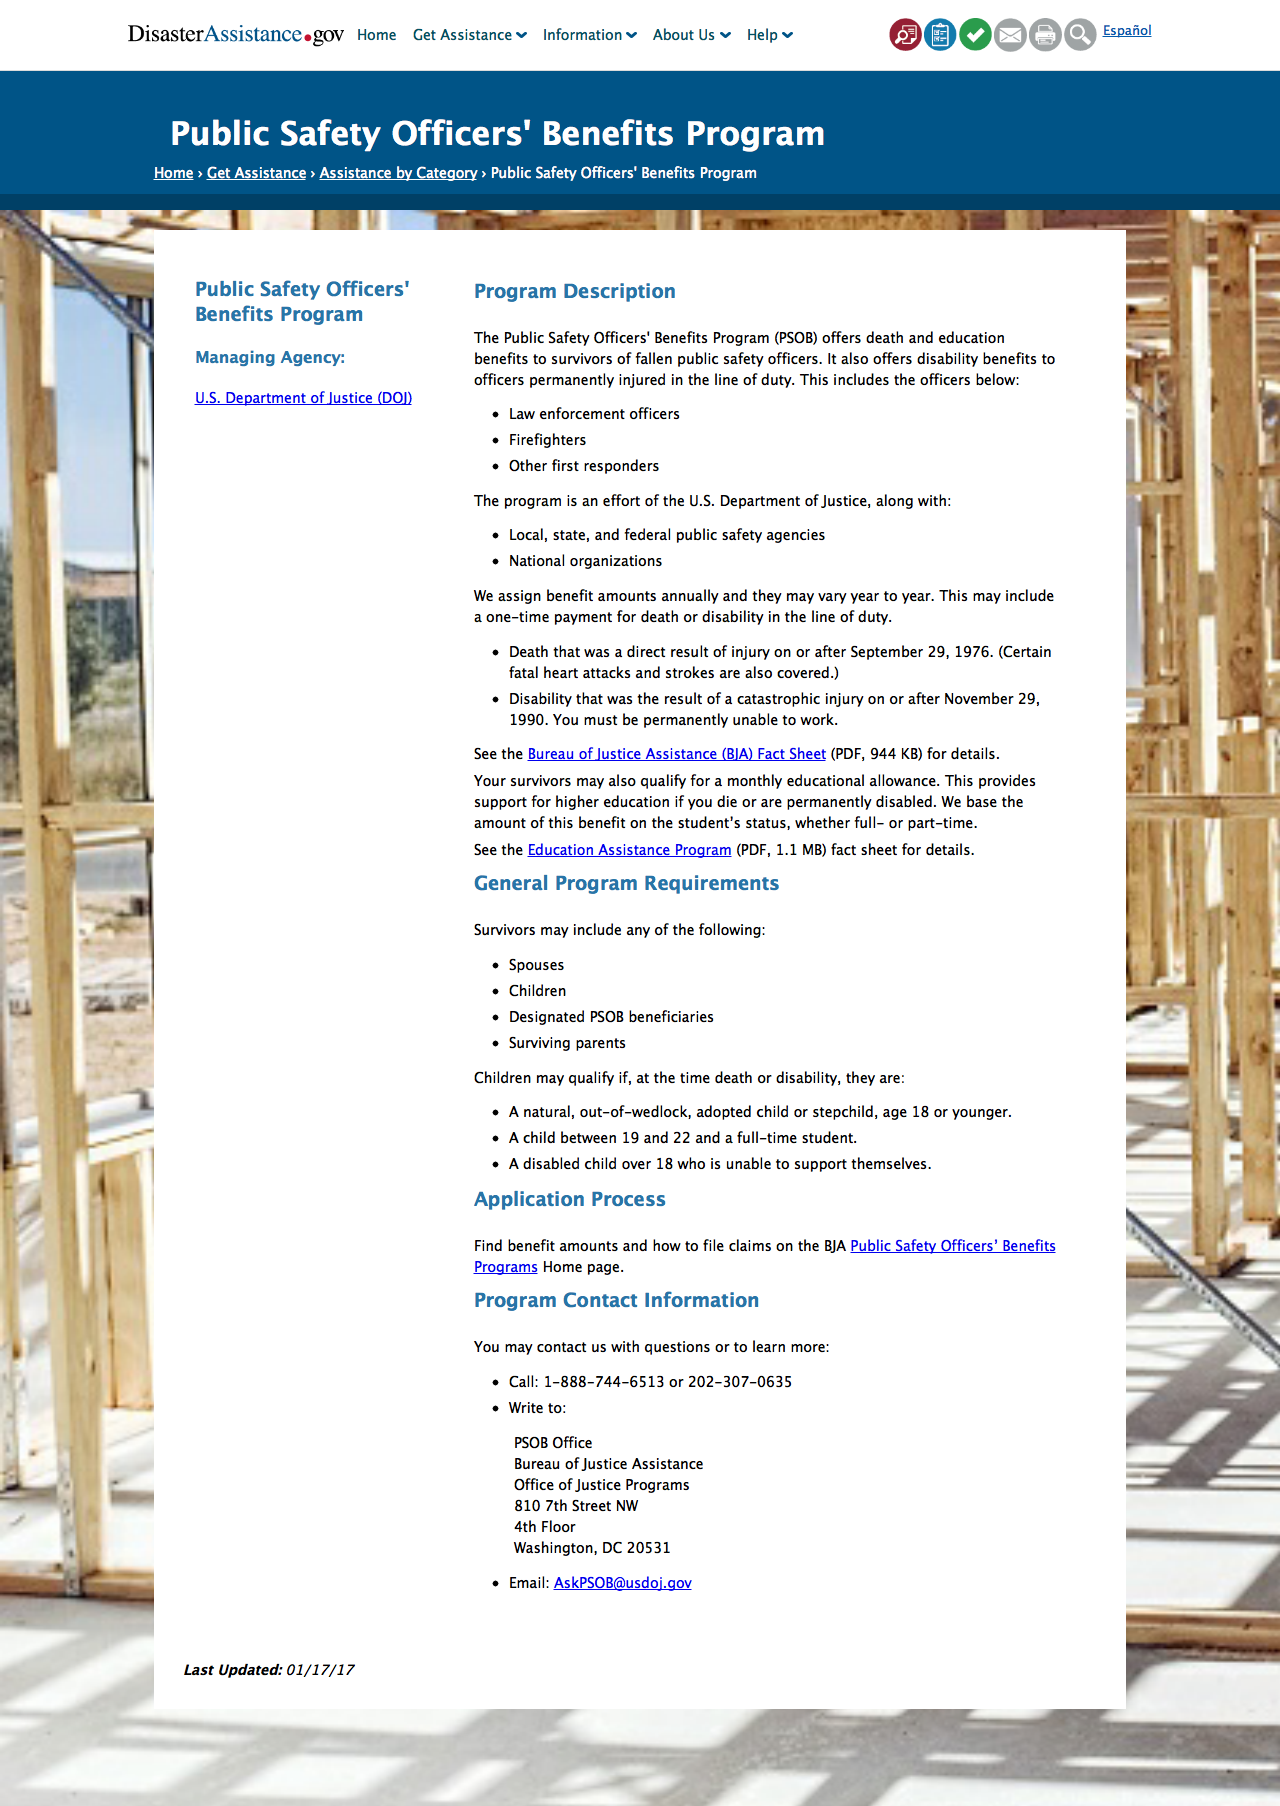 DisasterAssistance.gov Home Get Assistance Information About Us Help Español
Public Safety Officers' Benefits Program
Home › Get Assistance › Assistance by Category › Public Safety Officers' Benefits Program
Public Safety Officers'
Benefits Program
Managing Agency:
U.S. Department of Justice (DOJ)
Program Description
The Public Safety Officers' Benefits Program (PSOB) offers death and education
benefits to survivors of fallen public safety officers. It also offers disability benefits to
officers permanently injured in the line of duty. This includes the officers below:
• Law enforcement officers
• Firefighters
• Other first responders
The program is an effort of the U.S. Department of Justice, along with:
• Local, state, and federal public safety agencies
• National organizations
We assign benefit amounts annually and they may vary year to year. This may include
a one-time payment for death or disability in the line of duty.
• Death that was a direct result of injury on or after September 29, 1976. (Certain
fatal heart attacks and strokes are also covered.)
• Disability that was the result of a catastrophic injury on or after November 29,
1990. You must be permanently unable to work.
See the Bureau of Justice Assistance (BJA) Fact Sheet (PDF, 944 KB) for details.
Your survivors may also qualify for a monthly educational allowance. This provides
support for higher education if you die or are permanently disabled. We base the
amount of this benefit on the student's status, whether full- or part-time.
See the Education Assistance Program (PDF, 1.1 MB) fact sheet for details.
General Program Requirements
Survivors may include any of the following:
• Spouses
• Children
• Designated PSOB beneficiaries
• Surviving parents
Children may qualify if, at the time death or disability, they are:
• A natural, out-of-wedlock, adopted child or stepchild, age 18 or younger.
• A child between 19 and 22 and a full-time student.
• A disabled child over 18 who is unable to support themselves.
Application Process
Find benefit amounts and how to file claims on the BJA Public Safety Officers’ Benefits
Programs Home page.
Program Contact Information
You may contact us with questions or to learn more:
• Call: 1-888-744-6513 or 202-307-0635
• Write to:
PSOB Office
Bureau of Justice Assistance
Office of Justice Programs
810 7th Street NW
4th Floor
Washington, DC 20531
• Email: AskPSOB@usdoj.gov
Last Updated: 01/17/17